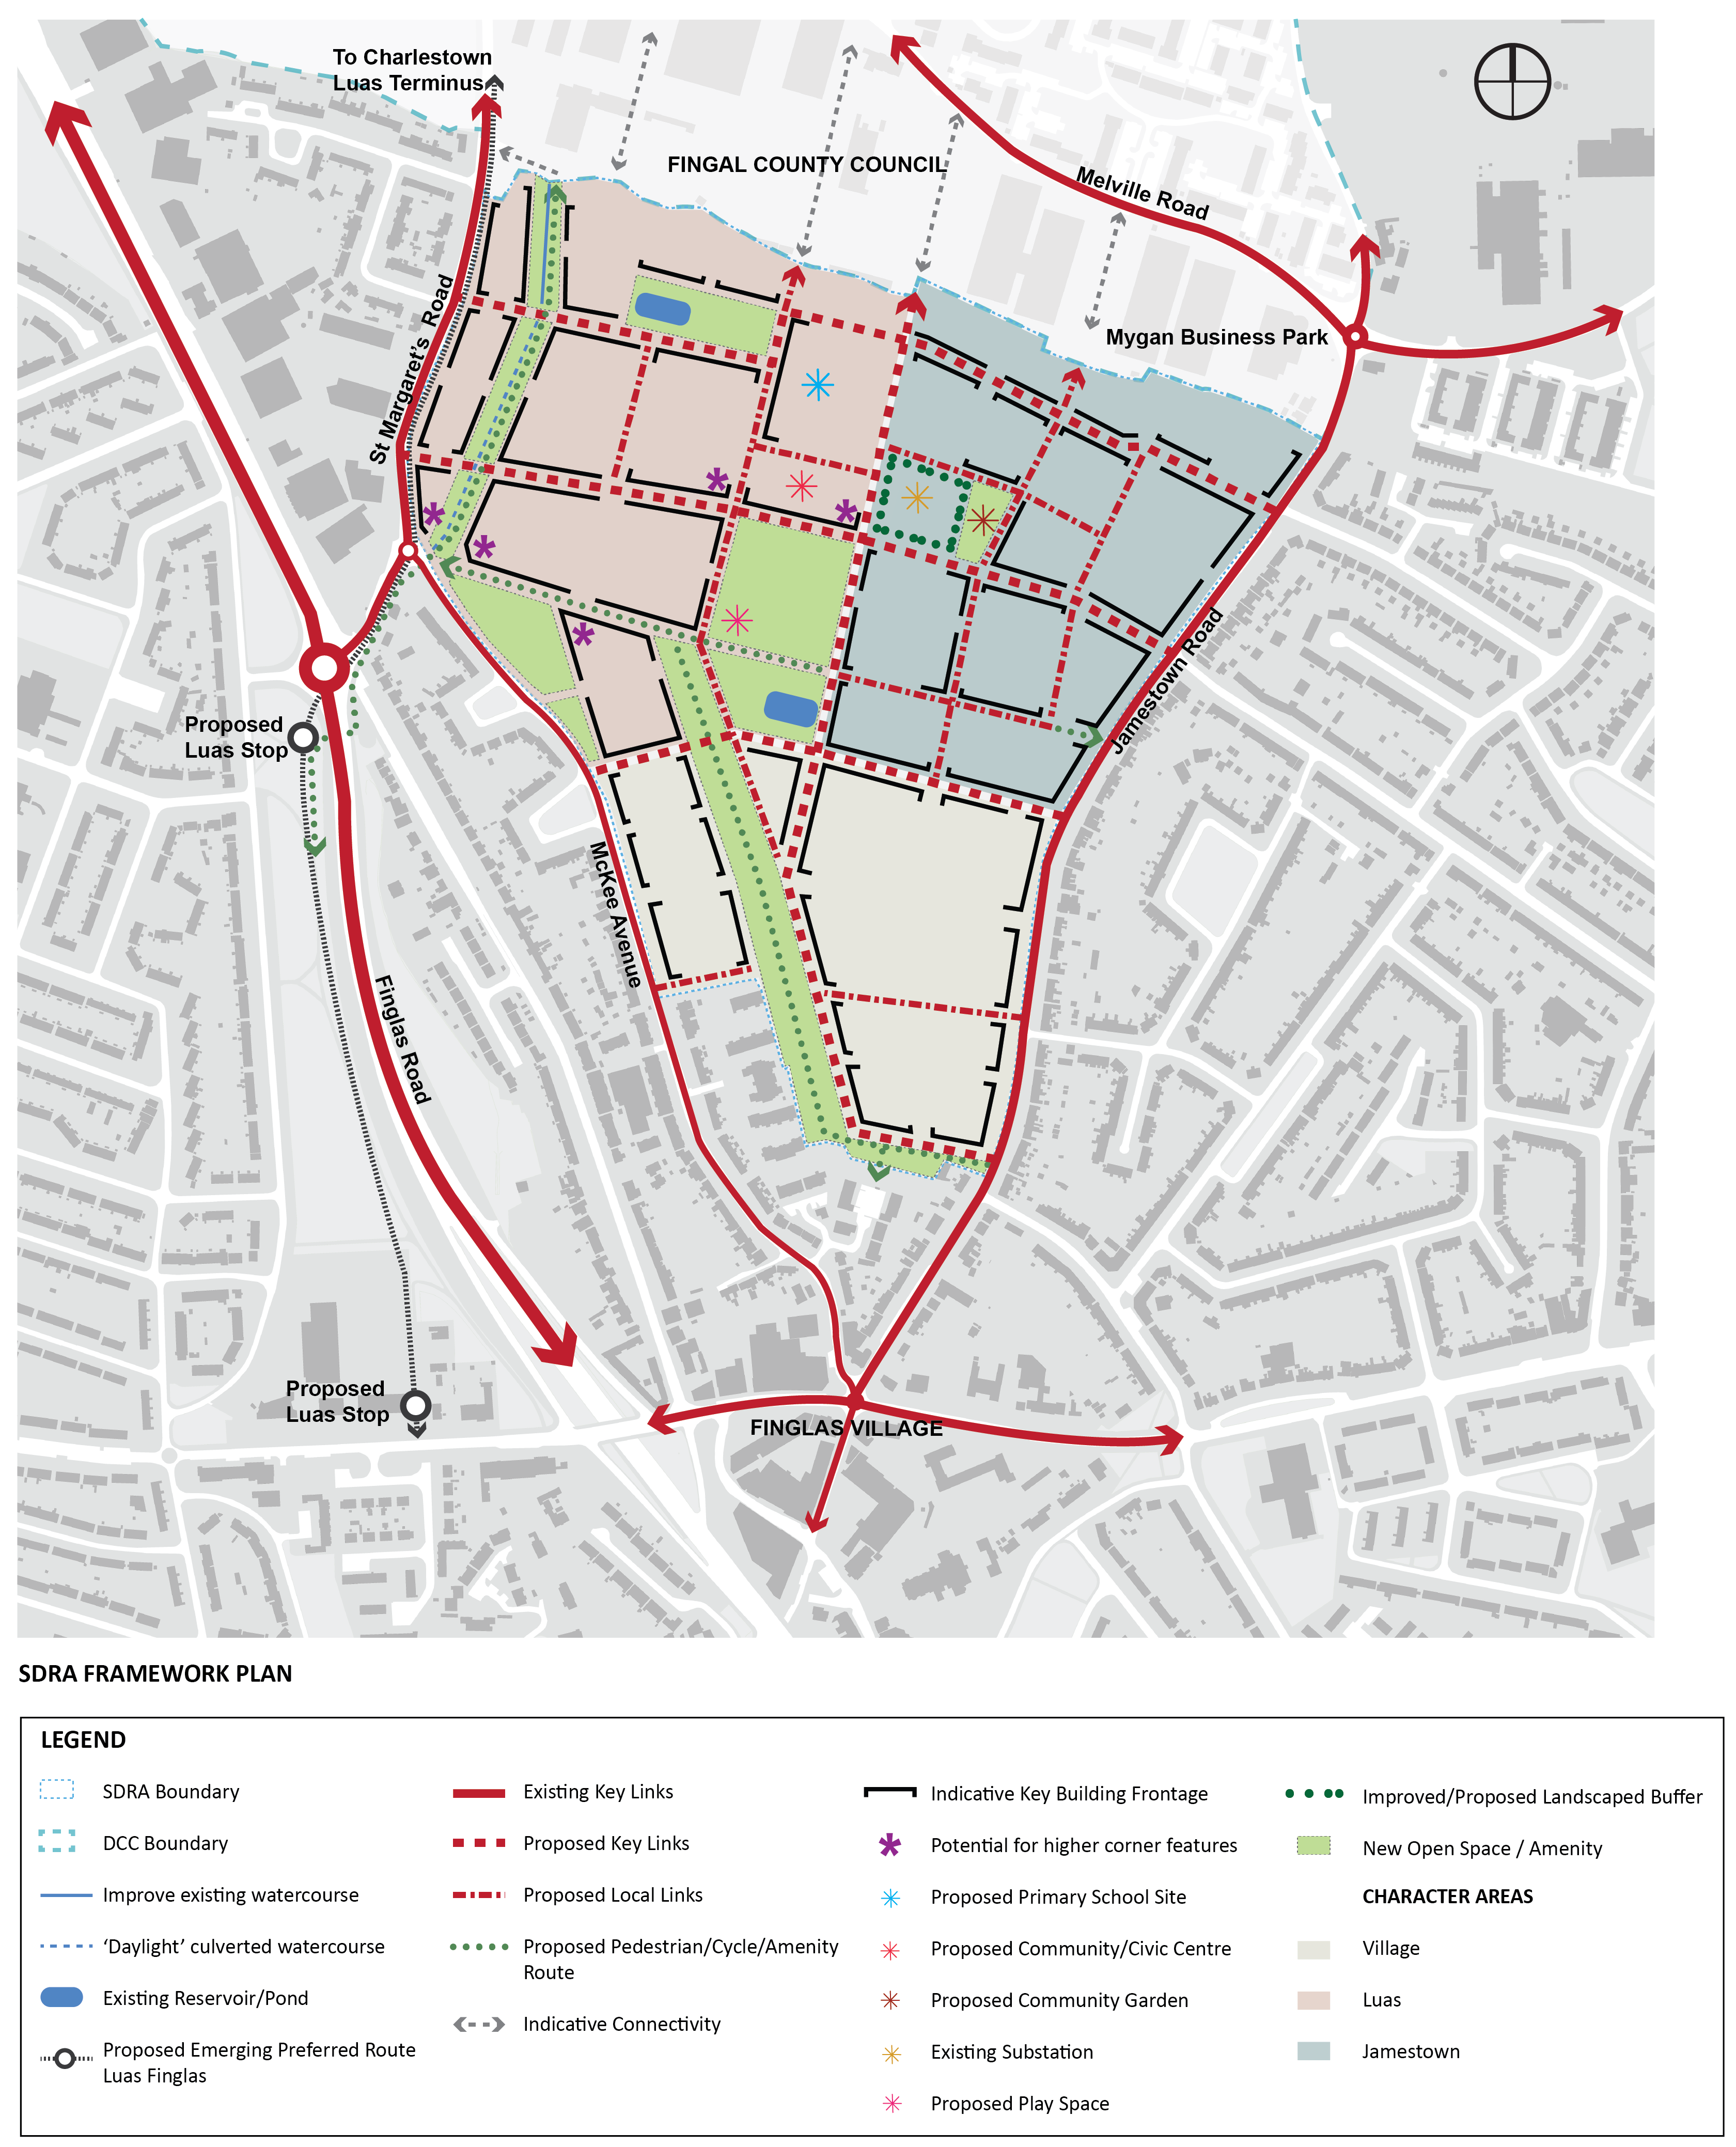 To Charlestown
Luas Terminus
FINGAL COUNTY COUNCIL
Melville Road
Mygan Business Park
St Margaret's Road
Jamestown Road
Proposed
Luas Stop
McKee Avenue
Finglas Road
Proposed
Luas Stop
FINGLAS VILLAGE
SDRA FRAMEWORK PLAN
LEGEND
SDRA Boundary
DCC Boundary
Improve existing watercourse
‘Daylight’ culverted watercourse
Existing Reservoir/Pond
Proposed Emerging Preferred Route
Luas Finglas
Existing Key Links
Proposed Key Links
Proposed Local Links
Proposed Pedestrian/Cycle/Amenity
Route
Indicative Connectivity
Indicative Key Building Frontage
Potential for higher corner features
Proposed Primary School Site
Proposed Community/Civic Centre
Proposed Community Garden
Existing Substation
Proposed Play Space
Improved/Proposed Landscaped Buffer
New Open Space / Amenity
CHARACTER AREAS
Village
Luas
Jamestown